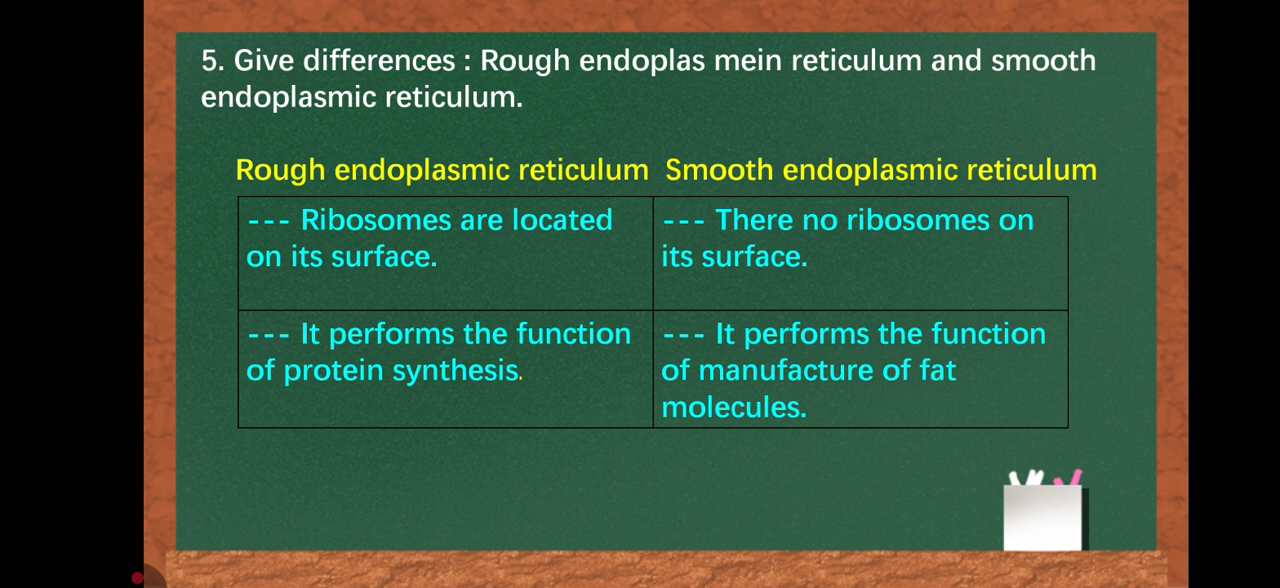 5. Give differences : Rough endoplas mein reticulum and smooth
endoplasmic reticulum.
Rough endoplasmic reticulum Smooth endoplasmic reticulum
--- Ribosomes are located
on its surface.
--- There no ribosomes on
its surface.
--- It performs the function
of protein synthesis.
--- It performs the function
of manufacture of fat
molecules.